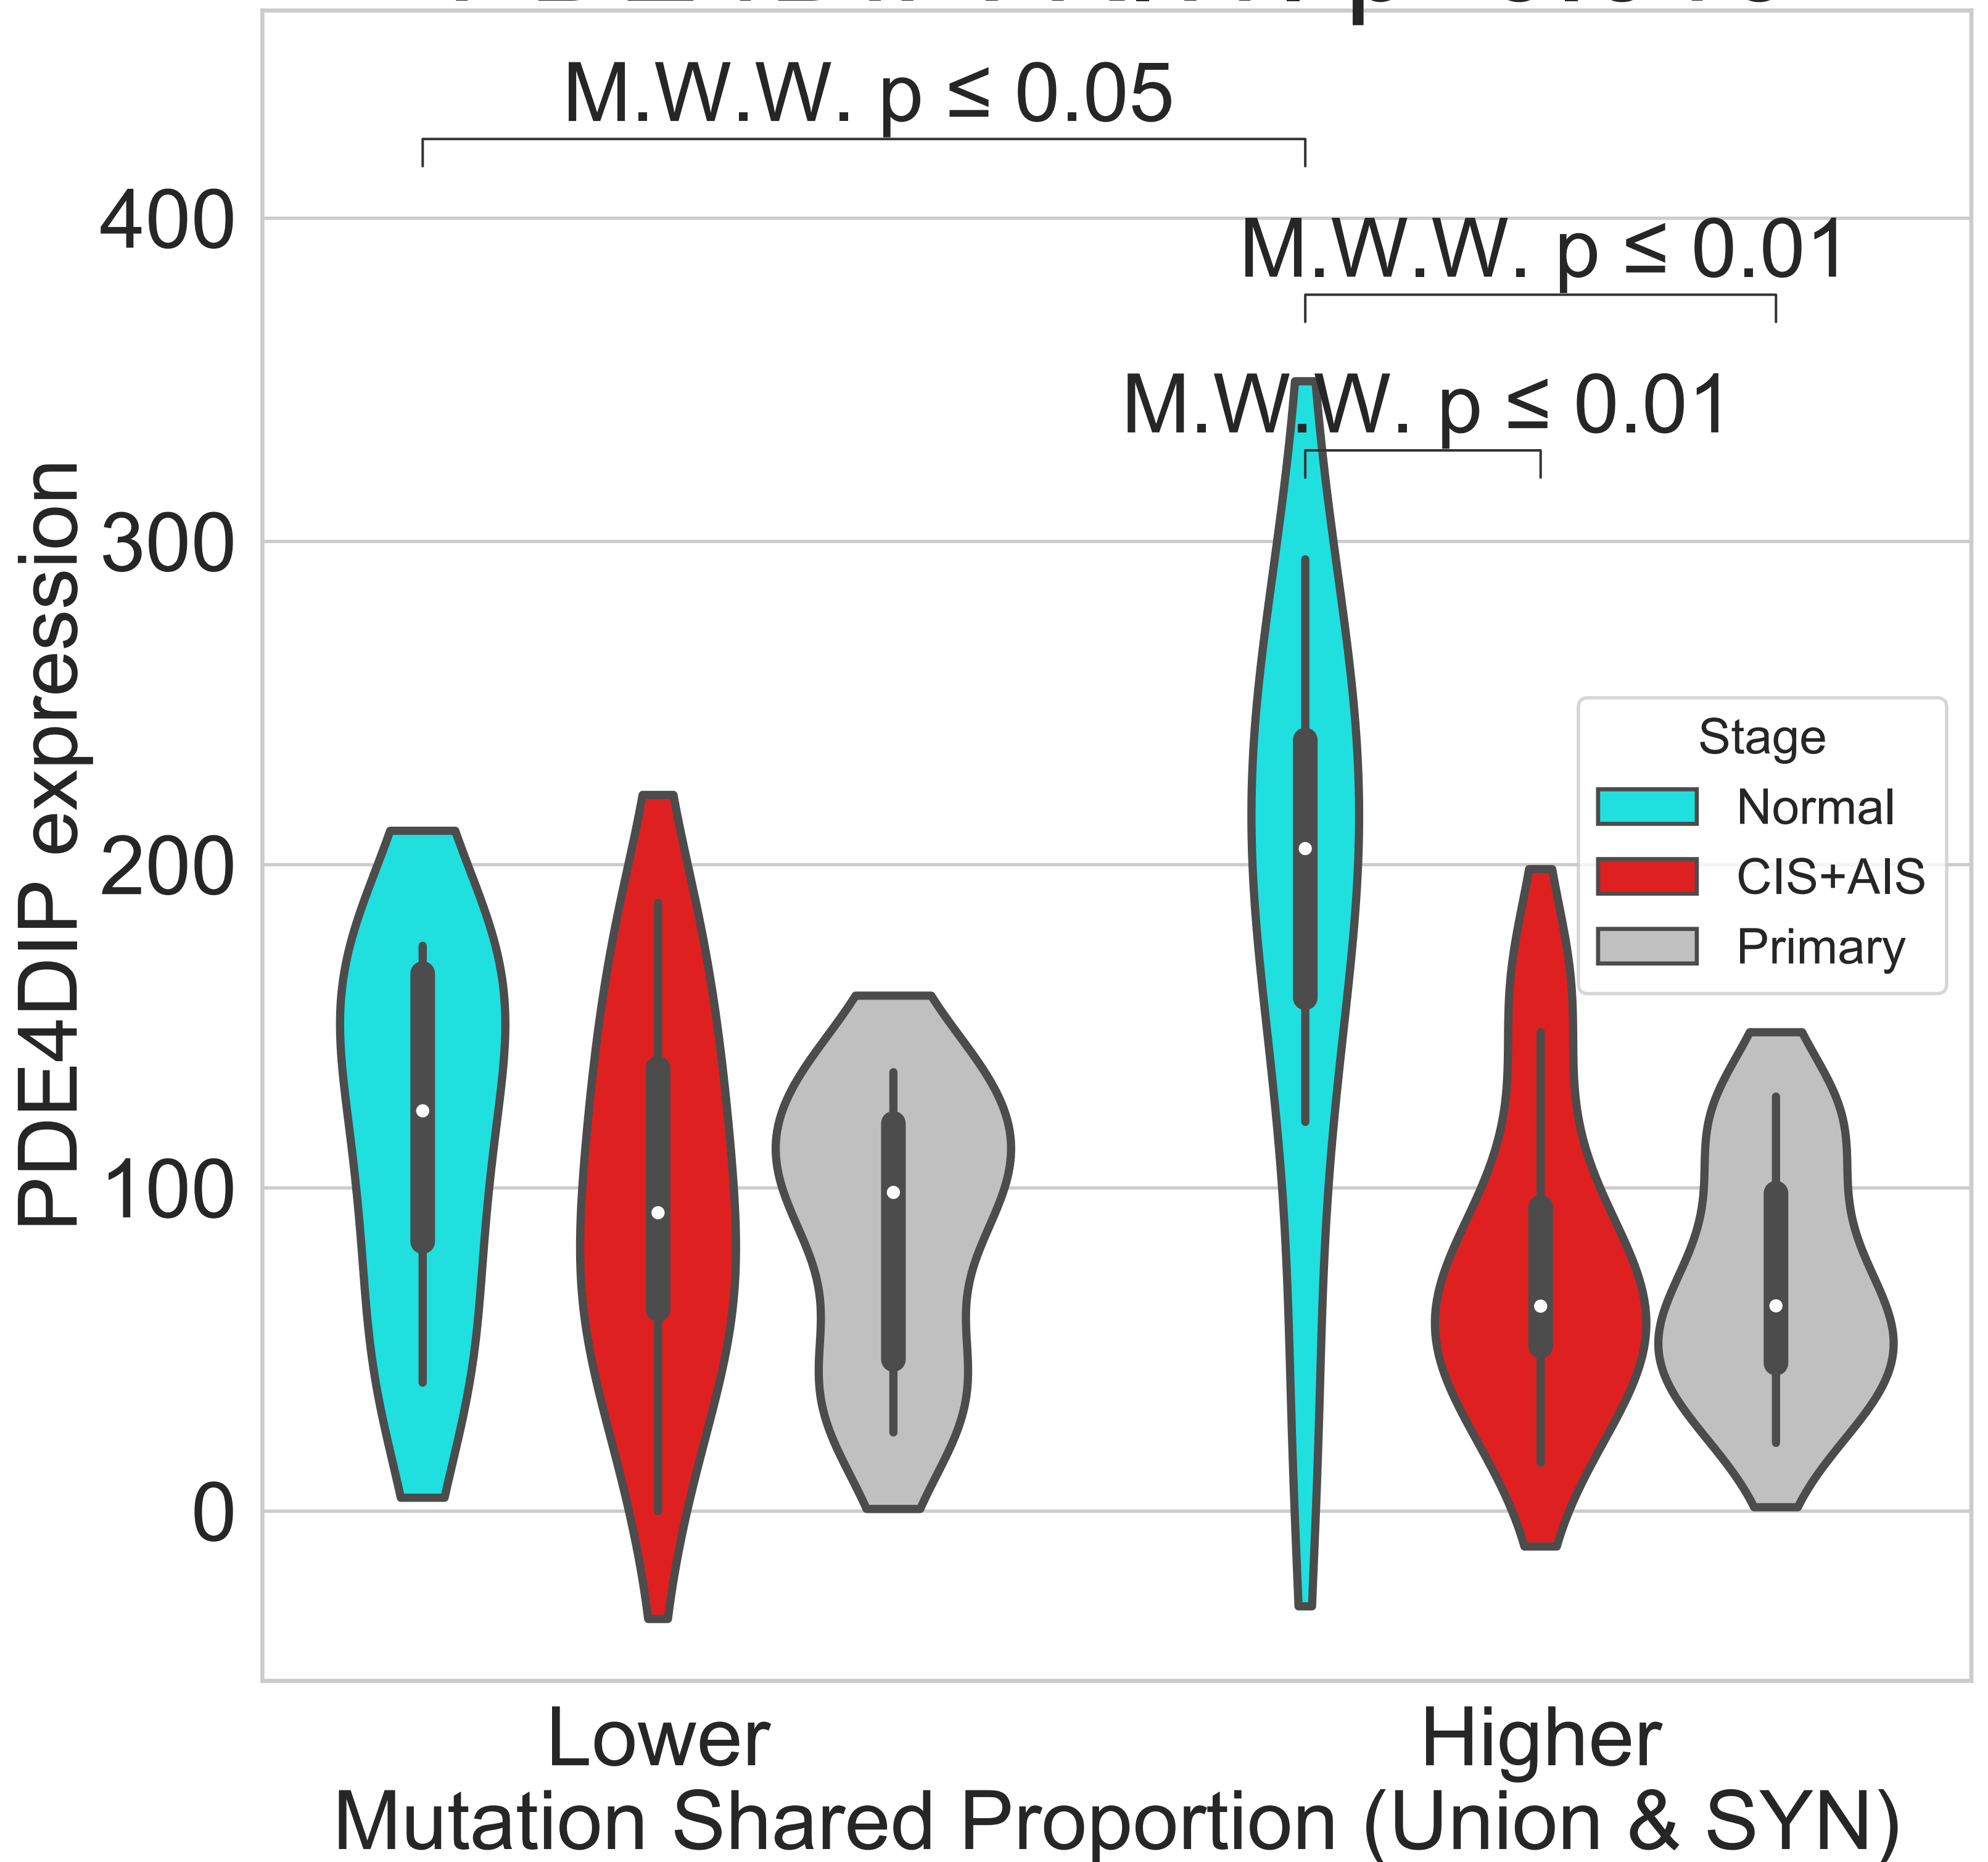 M.W.W. p ≤ 0.05
M.W.W. p ≤ 0.01
M.W.W. p ≤ 0.01
PDE4DIP expression
400
300
200
100
0
Stage
Normal
CIS+AIS
Primary
Lower
Higher
Mutation Shared Proportion (Union & SYN)